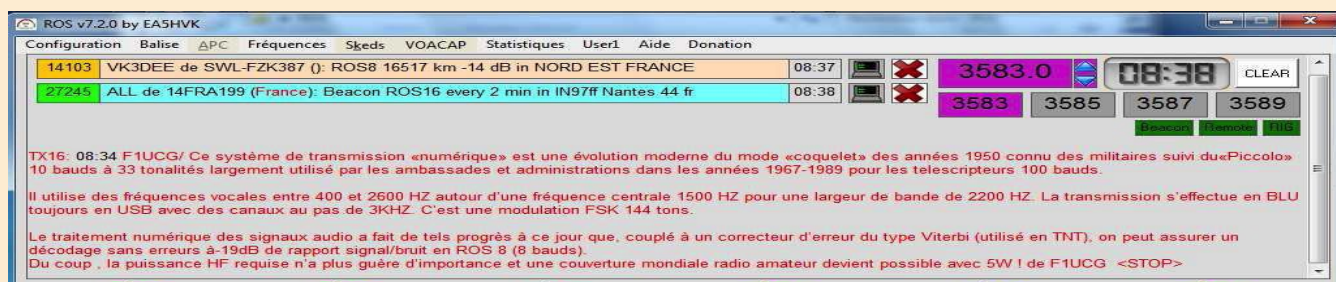 ROS v7.2.0 by EA5HVK
Configuration Balise APC Fréquences Skeds VOACAP Statistiques User1 Aide Donation
14103 VK3DEE de SWL-FZK387 (): ROS8 16517 km -14 dB in NORD EST FRANCE 08:37 3583.0 08:38 CLEAR
27245 ALL de 14FRA199 (France): Beacon ROS16 every 2 min in IN97ff Nantes 44 fr 08:38 3583 3585 3587 3589
Beacon Remote RIG
TX16: 08:34 F1UCG/ Ce système de transmission «numérique» est une évolution moderne du mode «coquelet» des années 1950 connu des militaires suivi du«Piccolo»
10 bauds à 33 tonalités largement utilisé par les ambassades et administrations dans les années 1967-1989 pour les telescripteurs 100 bauds.
Il utilise des fréquences vocales entre 400 et 2600 HZ autour d'une fréquence centrale 1500 HZ pour une largeur de bande de 2200 HZ. La transmission s'effectue en BLU
toujours en USB avec des canaux au pas de 3KHZ. C'est une modulation FSK 144 tons.
Le traitement numérique des signaux audio a fait de tels progrès à ce jour que, couplé à un correcteur d'erreur du type Viterbi (utilisé en TNT), on peut assurer un
décodage sans erreurs à-19dB de rapport signal/bruit en ROS 8 (8 bauds).
Du coup , la puissance HF requise n'a plus guère d'importance et une couverture mondiale radio amateur devient possible avec 5W ! de F1UCG <STOP>